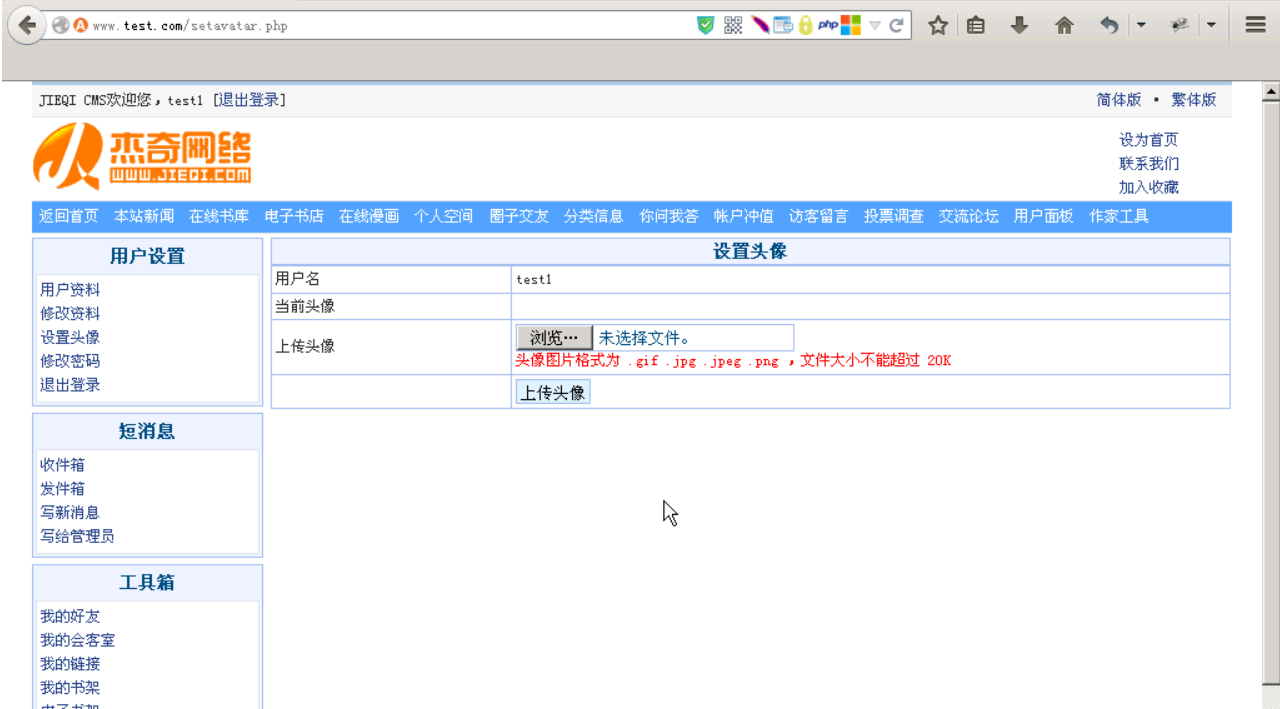 www.test.com/setavatar.php
php
JIEQI CMS欢迎您，test1 [退出登录]
简体版 ▪ 繁体版
杰奇网络
WWW.JIEQI.COM
设为首页
联系我们
加入收藏
返回首页 本站新闻 在线书库 电子书店 在线漫画 个人空间 圈子交友 分类信息 你问我答 帐户冲值 访客留言 投票调查 交流论坛 用户面板 作家工具
用户设置
用户资料
修改资料
设置头像
修改密码
退出登录
短消息
收件箱
发件箱
写新消息
写给管理员
工具箱
我的好友
我的会客室
我的链接
我的书架
设置头像
用户名 test1
当前头像
上传头像 浏览… 未选择文件。
头像图片格式为 .gif .jpg .jpeg .png ，文件大小不能超过 20K
上传头像